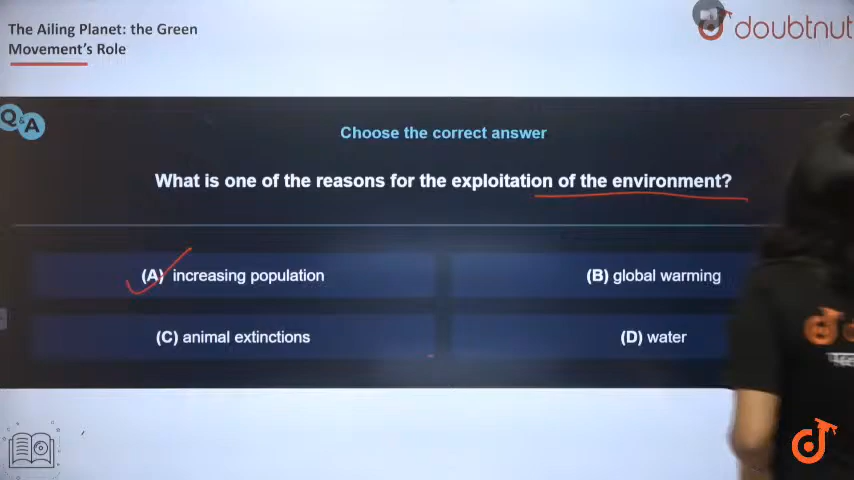 The Ailing Planet: the Green
Movement's Role
doubtnut
Q&A
Choose the correct answer
What is one of the reasons for the exploitation of the environment?
(A) increasing population
(B) global warming
(C) animal extinctions
(D) water